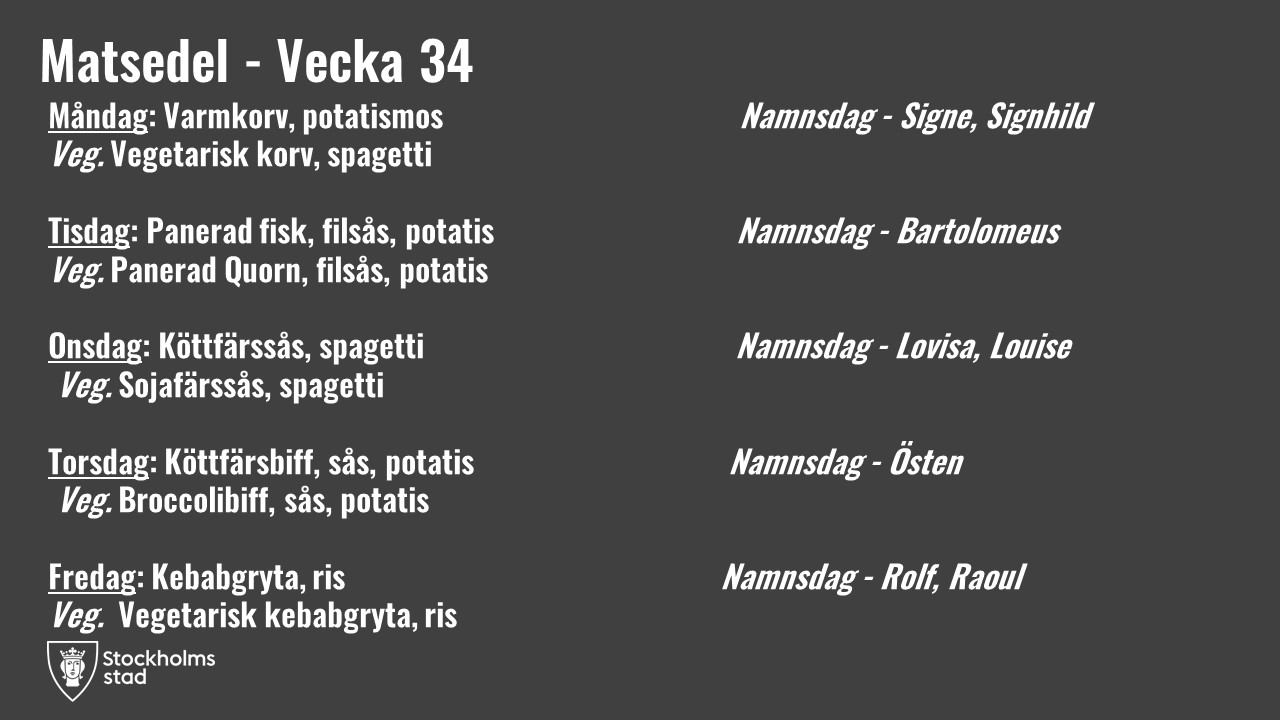 Matsedel - Vecka 34
Måndag: Varmkorv, potatismos Namnsdag - Signe, Signhild
Veg. Vegetarisk korv, spagetti
Tisdag: Panerad fisk, filsås, potatis Namnsdag - Bartolomeus
Veg. Panerad Quorn, filsås, potatis
Onsdag: Köttfärssås, spagetti Namnsdag - Lovisa, Louise
Veg. Sojafärssås, spagetti
Torsdag: Köttfärsbiff, sås, potatis Namnsdag - Östen
Veg. Broccolibiff, sås, potatis
Fredag: Kebabgryta, ris Namnsdag - Rolf, Raoul
Veg. Vegetarisk kebabgryta, ris
Stockholms
stad